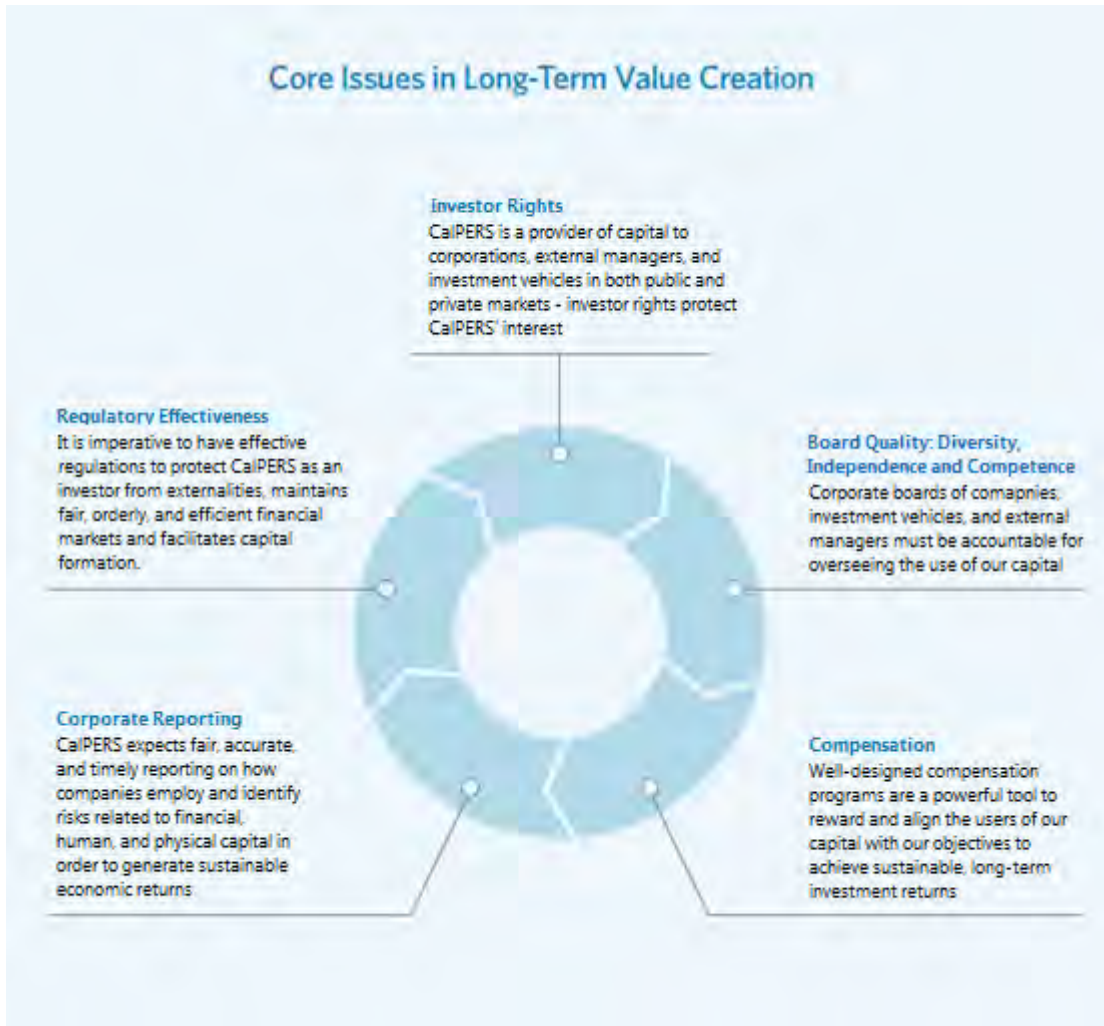 Core Issues in Long-Term Value Creation
Investor Rights
CalPERS is a provider of capital to
corporations, external managers, and
investment vehicles in both public and
private markets - investor rights protect
CalPERS' interest
Regulatory Effectiveness
It is imperative to have effective
regulations to protect CalPERS as an
investor from externalities, maintains
fair, orderly, and efficient financial
markets and facilitates capital
formation.
Board Quality: Diversity,
Independence and Competence
Corporate boards of comapnies,
investment vehicles, and external
managers must be accountable for
overseeing the use of our capital
Corporate Reporting
CalPERS expects fair, accurate,
and timely reporting on how
companies employ and identify
risks related to financial,
human, and physical capital in
order to generate sustainable
economic returns
Compensation
Well-designed compensation
programs are a powerful tool to
reward and align the users of our
capital with our objectives to
achieve sustainable, long-term
investment returns